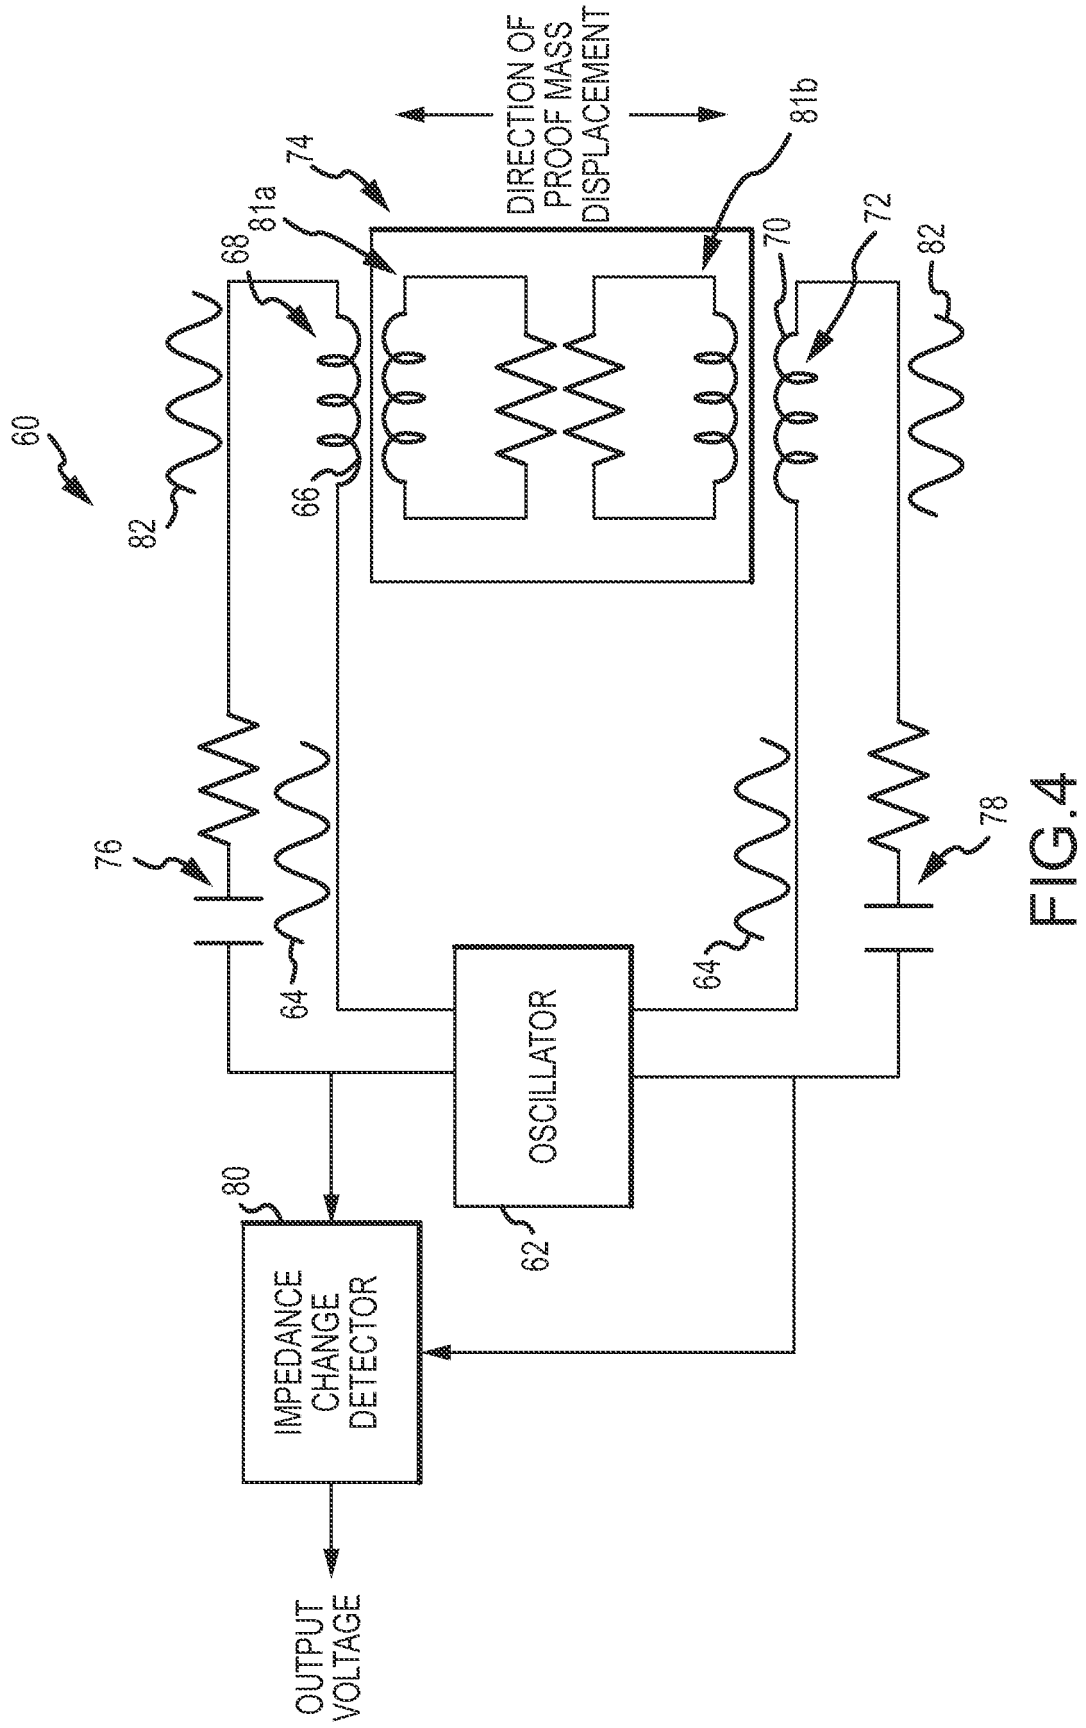 60
82
68
81a
74
DIRECTION OF
PROOF MASS
DISPLACEMENT
81b
66
70
72
82
76
64
64
78
OSCILLATOR
62
80
IMPEDANCE
CHANGE
DETECTOR
OUTPUT
VOLTAGE
FIG.4